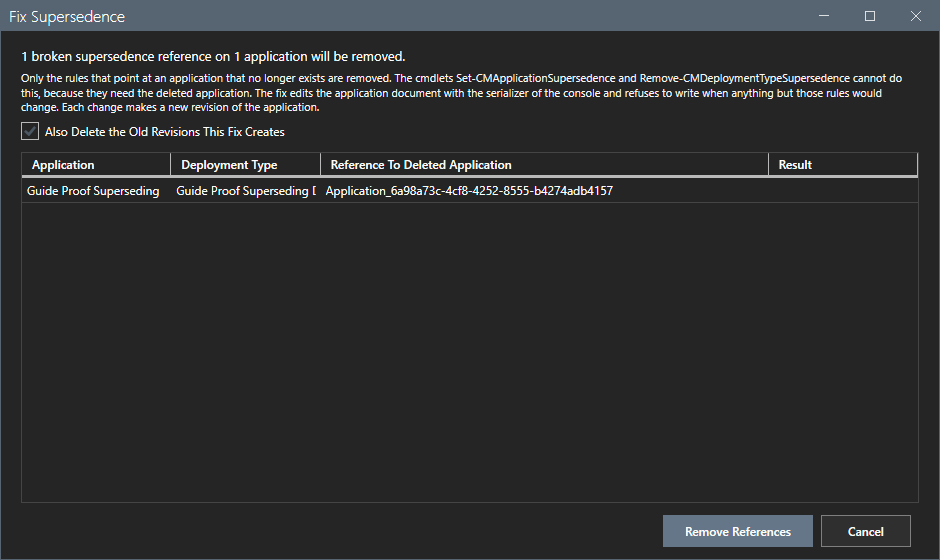 Fix Supersedence
1 broken supersedence reference on 1 application will be removed.
Only the rules that point at an application that no longer exists are removed. The cmdlets Set-CMApplicationSupersedence and Remove-CMDeploymentTypeSupersedence cannot do
this, because they need the deleted application. The fix edits the application document with the serializer of the console and refuses to write when anything but those rules would
change. Each change makes a new revision of the application.
Also Delete the Old Revisions This Fix Creates
Application Deployment Type Reference To Deleted Application Result
Guide Proof Superseding Guide Proof Superseding Application_6a98a73c-4cf8-4252-8555-b4274adb4157
Remove References Cancel